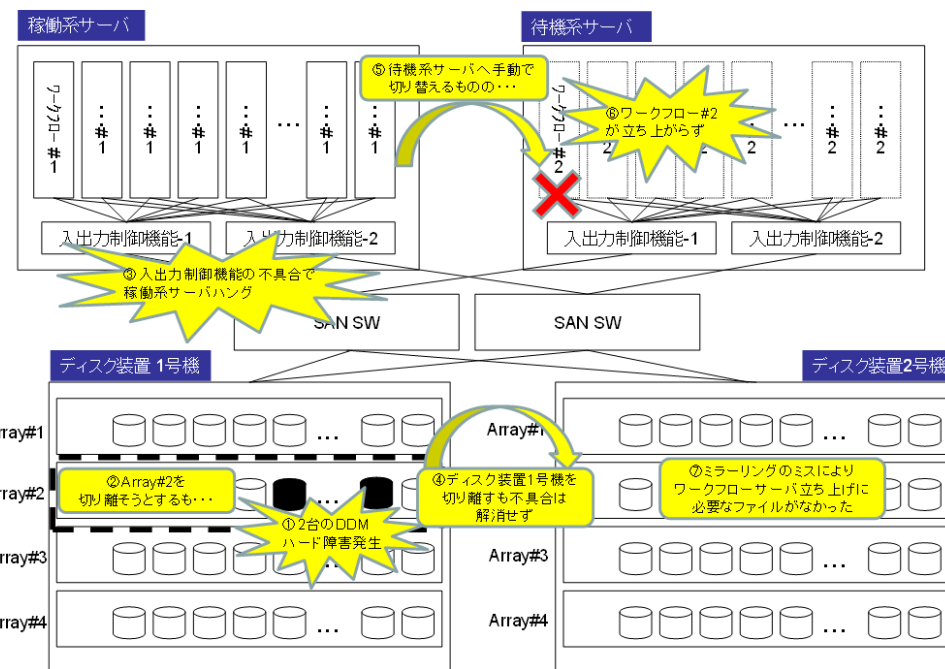 稼働系サーバ
待機系サーバ
⑤待機系サーバへ手動で
切り替えるものの・・・
ワークフロー#1
・・・#1
・・・#1
・・・#1
・・・#1
...
・・・#1
・・・#1
ワークフロー#2
⑥ワークフロー#2
が立ち上がらず
2
2
2
2
...
・・・#2
・・・#2
入出力制御機能-1
入出力制御機能-2
入出力制御機能-1
入出力制御機能-2
③入出力制御機能の不具合で
稼働系サーバハング
SAN SW
SAN SW
ディスク装置 1号機
ディスク装置2号機
rray#1
...
Array#1
...
rray#2
②Array#2を
切り離そうとするも・・・
...
①2台のDDM
ハード障害発生
④ディスク装置1号機を
切り離すも不具合は
解消せず
⑦ミラーリングのミスにより
ワークフローサーバ立ち上げに
必要なファイルがなかった
rray#3
Array#3
...
rray#4
...
Array#4
...